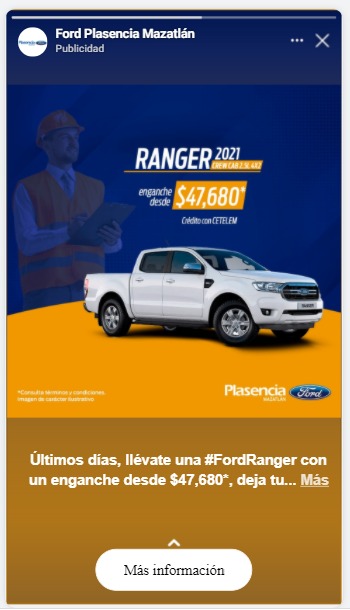 Ford Plasencia Mazatlán
Publicidad
RANGER 2021
CREW CAB 2.5L 4X2
enganche
desde $47,680*
Crédito con CETELEM
*Consulta términos y condiciones.
Imagen de carácter ilustrativo
Plasencia Ford
MAZATLÁN
Últimos días, llévate una #FordRanger con
un enganche desde $47,680*, deja tu... Más
Más información